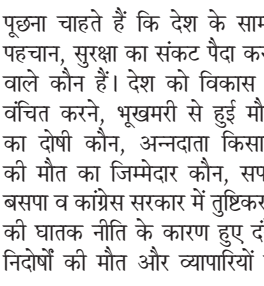 पूछना चाहते हैं कि देश के साम
पहचान, सुरक्षा का संकट पैदा कर
वाले कौन हैं। देश को विकास
वंचित करने, भूखमरी से हुई मौ
का दोषी कौन, अन्नदाता किसा
की मौत का जिम्मेदार कौन, सप
बसपा व कांग्रेस सरकार में तुष्टिकर
की घातक नीति के कारण हुए दं
निर्दोषों की मौत और व्यापारियों